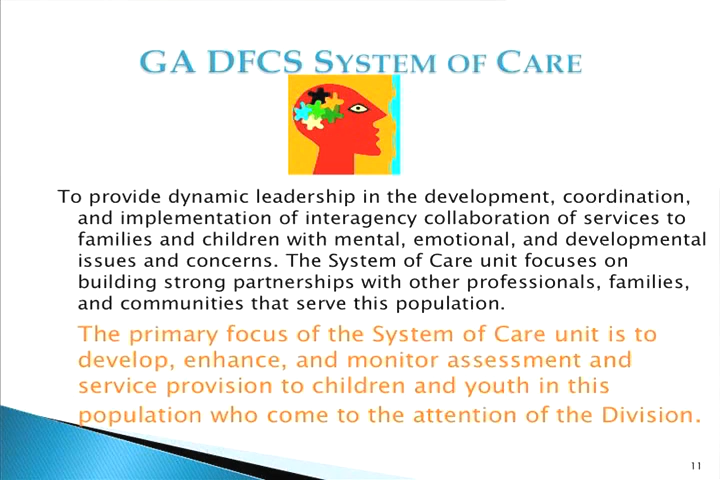 GA DFCS SYSTEM OF CARE
To provide dynamic leadership in the development, coordination,
and implementation of interagency collaboration of services to
families and children with mental, emotional, and developmental
issues and concerns. The System of Care unit focuses on
building strong partnerships with other professionals, families,
and communities that serve this population.
The primary focus of the System of Care unit is to
develop, enhance, and monitor assessment and
service provision to children and youth in this
population who come to the attention of the Division.
11